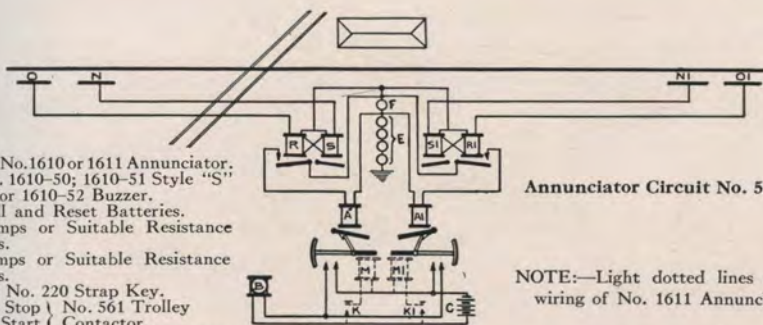 O N N1 O1
F
R S E S1 R1
No.1610 or 1611 Annunciator.
. 1610-50; 1610-51 Style "S"
or 1610-52 Buzzer.
l and Reset Batteries.
mps or Suitable Resistance
s.
mps or Suitable Resistance
s.
No. 220 Strap Key.
Stop } No. 561 Trolley
Start { Contactor.
Annunciator Circuit No. 5
A A1
M M1
B K K1 C
NOTE:—Light dotted lines
wiring of No. 1611 Annunc